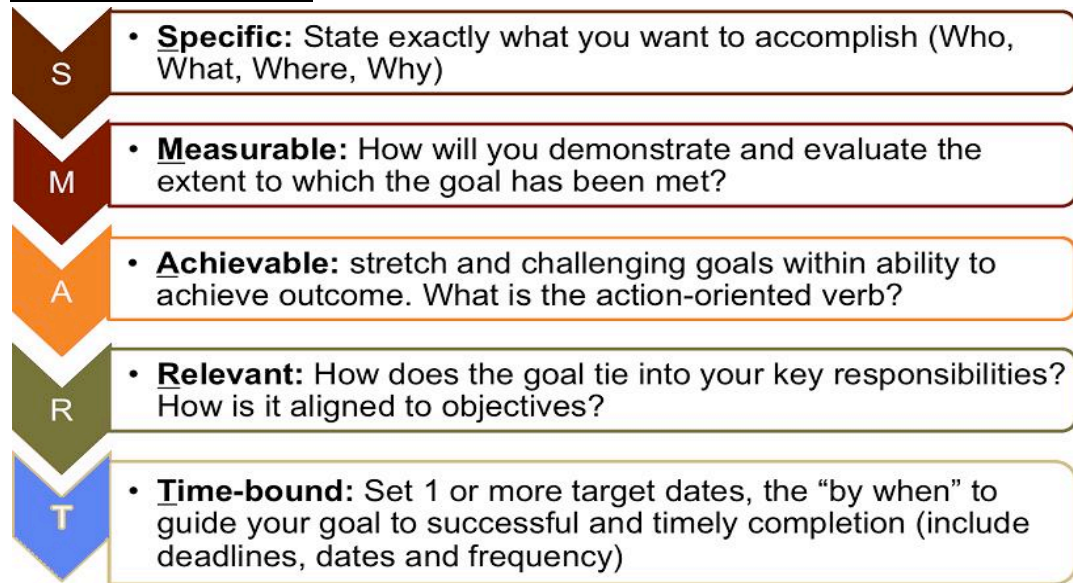 S
• Specific: State exactly what you want to accomplish (Who,
What, Where, Why)
M
• Measurable: How will you demonstrate and evaluate the
extent to which the goal has been met?
A
• Achievable: stretch and challenging goals within ability to
achieve outcome. What is the action-oriented verb?
R
• Relevant: How does the goal tie into your key responsibilities?
How is it aligned to objectives?
T
• Time-bound: Set 1 or more target dates, the “by when” to
guide your goal to successful and timely completion (include
deadlines, dates and frequency)